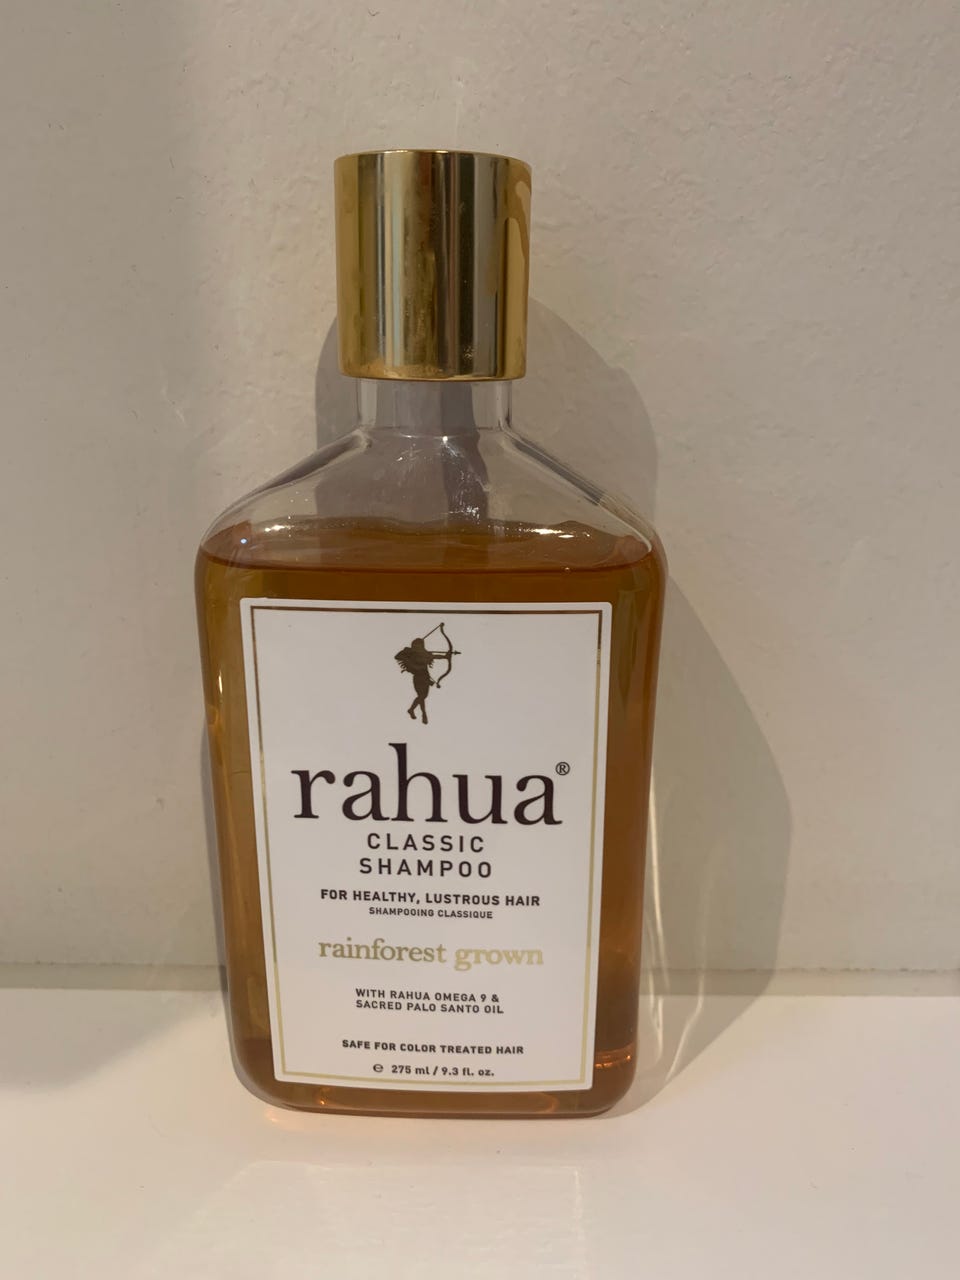 rahua®
CLASSIC
SHAMPOO
FOR HEALTHY, LUSTROUS HAIR
SHAMPOOING CLASSIQUE
rainforest grown
WITH RAHUA OMEGA 9 &
SACRED PALO SANTO OIL
SAFE FOR COLOR TREATED HAIR
℮ 275 ml / 9.3 fl. oz.